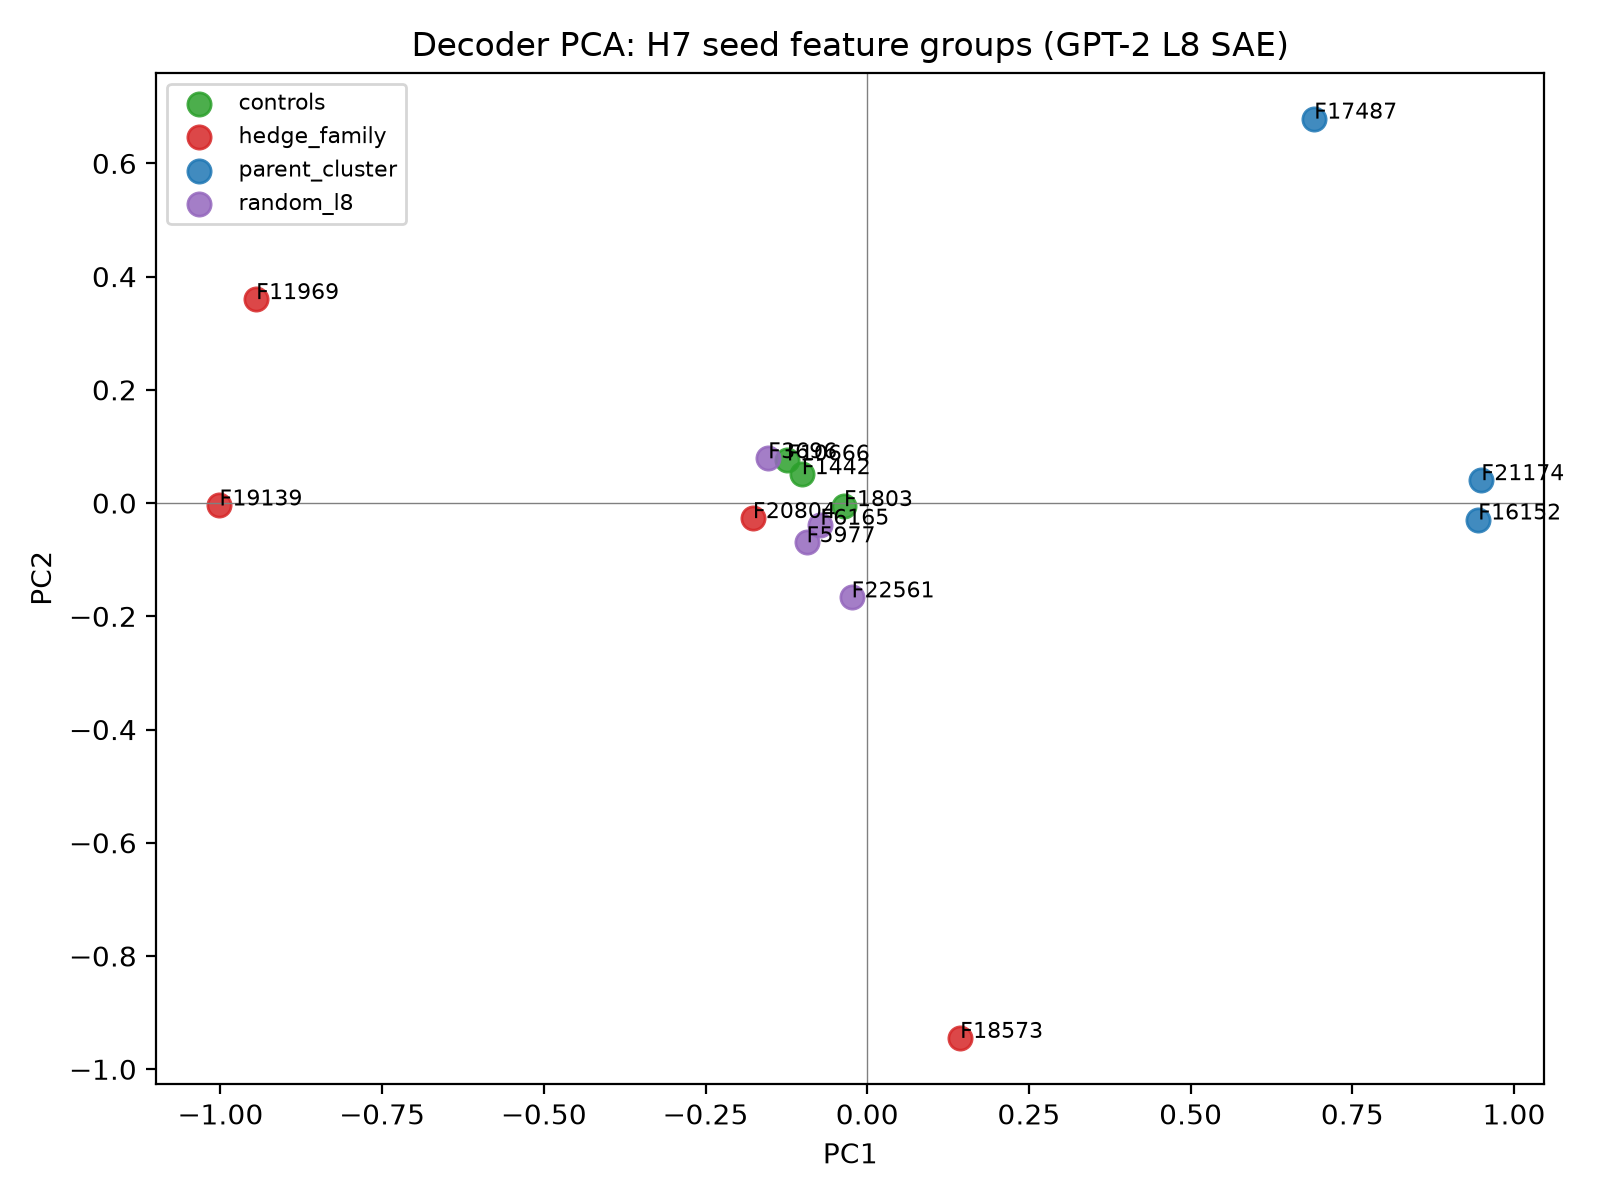 Decoder PCA: H7 seed feature groups (GPT-2 L8 SAE)
controls
hedge_family
parent_cluster
random_l8
F17487
F11969
F3696
F10666
F1442
F21174
F19139
F1803
F20804
F6165
F16152
F5977
F22561
F18573
0.6
0.4
0.2
0.0
−0.2
−0.4
−0.6
−0.8
−1.0
PC2
−1.00 −0.75 −0.50 −0.25 0.00 0.25 0.50 0.75 1.00
PC1